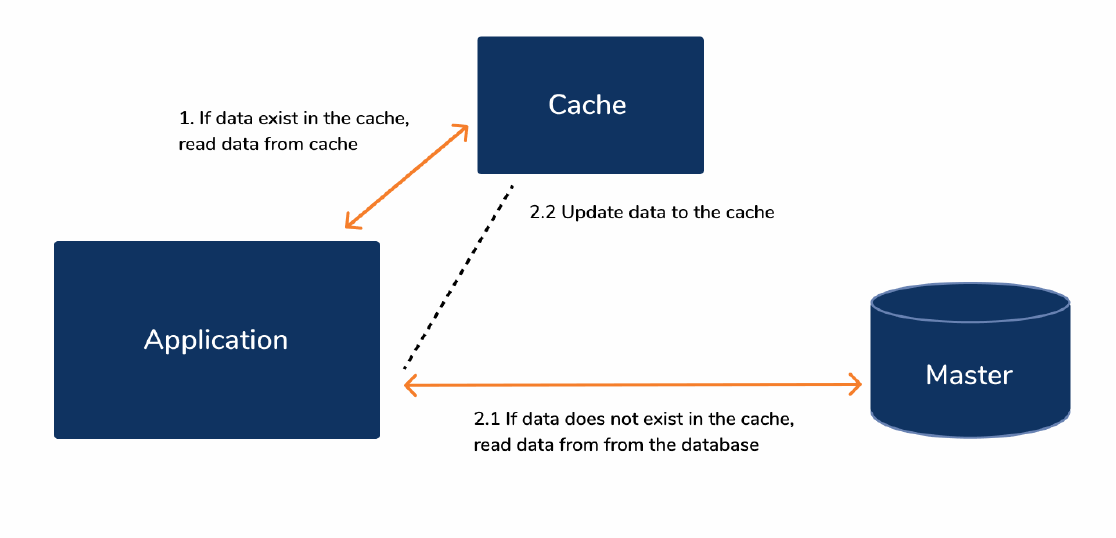 Cache
1. If data exist in the cache,
read data from cache
2.2 Update data to the cache
Application
Master
2.1 If data does not exist in the cache,
read data from from the database